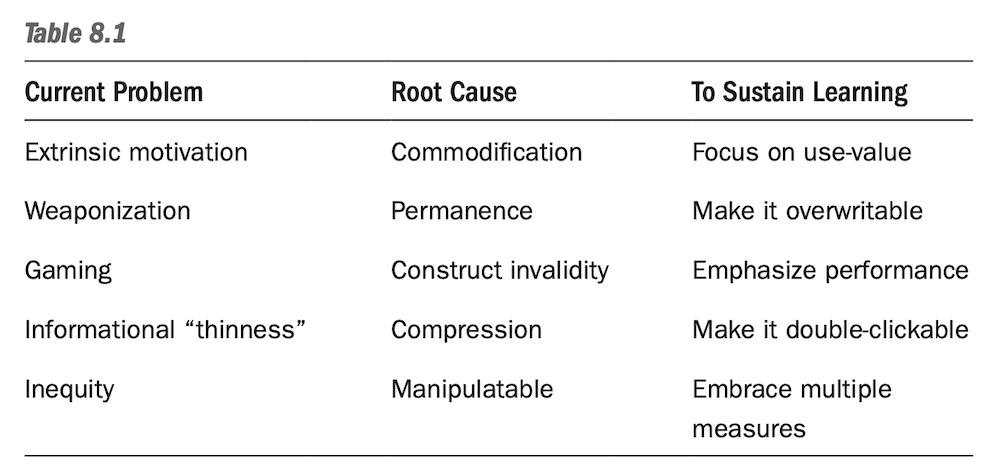 Table 8.1
Current Problem Root Cause To Sustain Learning
Extrinsic motivation Commodification Focus on use-value
Weaponization Permanence Make it overwritable
Gaming Construct invalidity Emphasize performance
Informational “thinness” Compression Make it double-clickable
Inequity Manipulatable Embrace multiple
measures